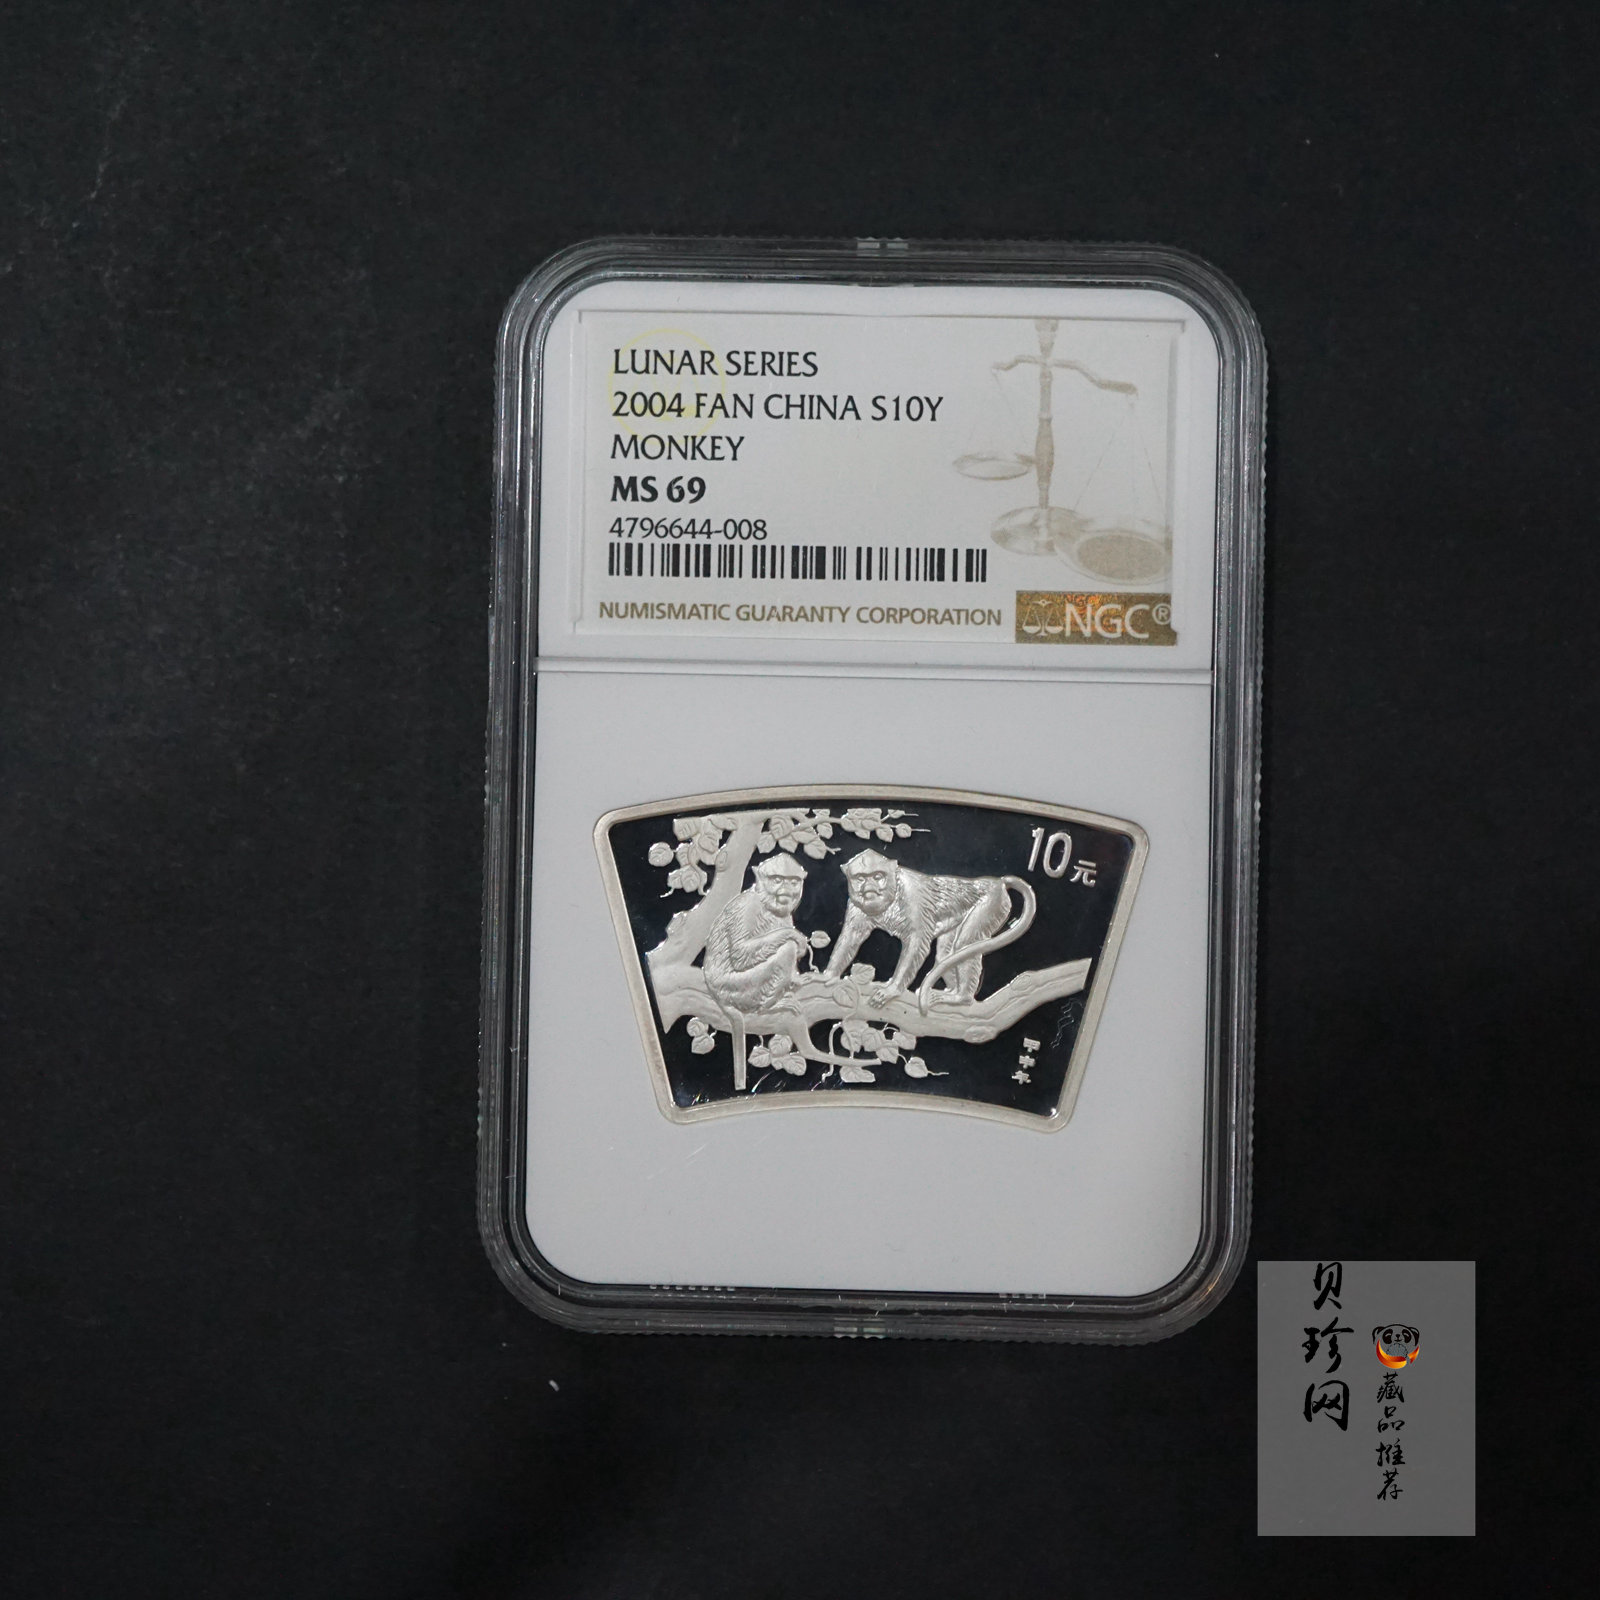 LUNAR SERIES
2004 FAN CHINA S10Y
MONKEY
MS 69
4796644-008
NUMISMATIC GUARANTY CORPORATION
NGC®
10元
甲申年
贝珍网
藏品推荐